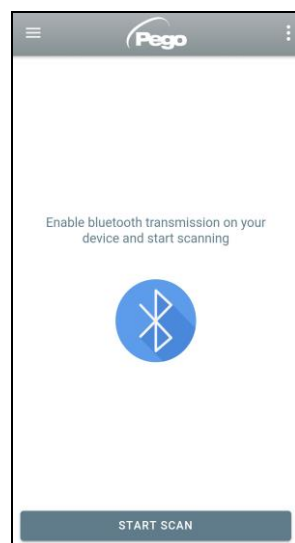 Pego
Enable bluetooth transmission on your
device and start scanning
START SCAN